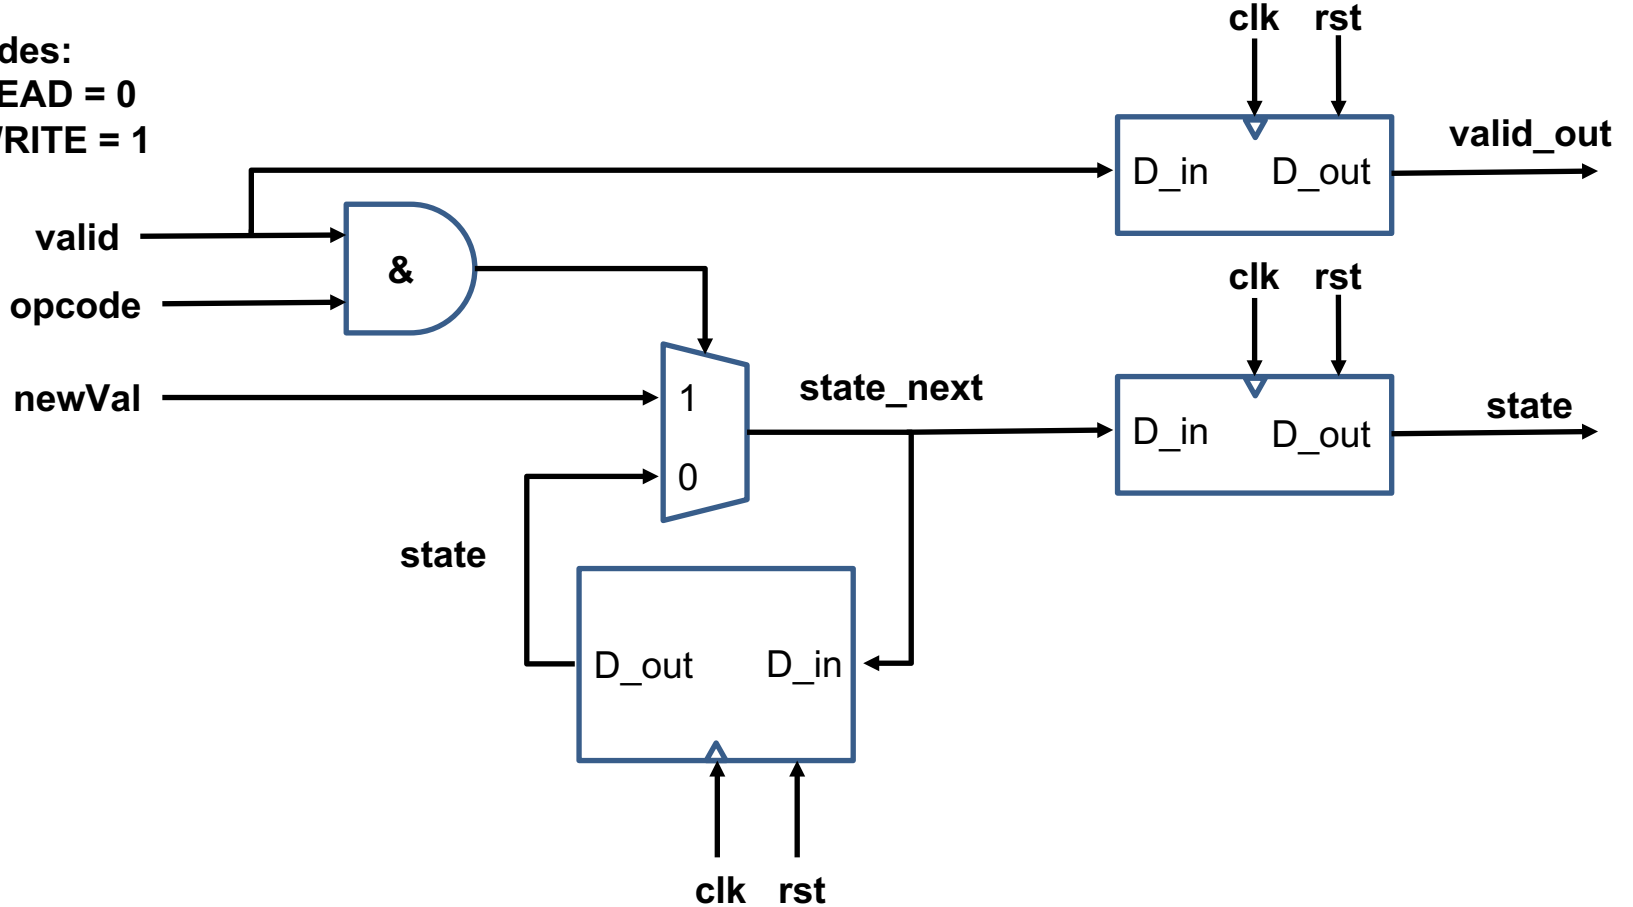 des:
EAD = 0
WRITE = 1
clk rst
D_in D_out
valid_out
valid
&
opcode
clk rst
newVal
1
state_next
D_in D_out
state
0
state
D_out D_in
clk rst